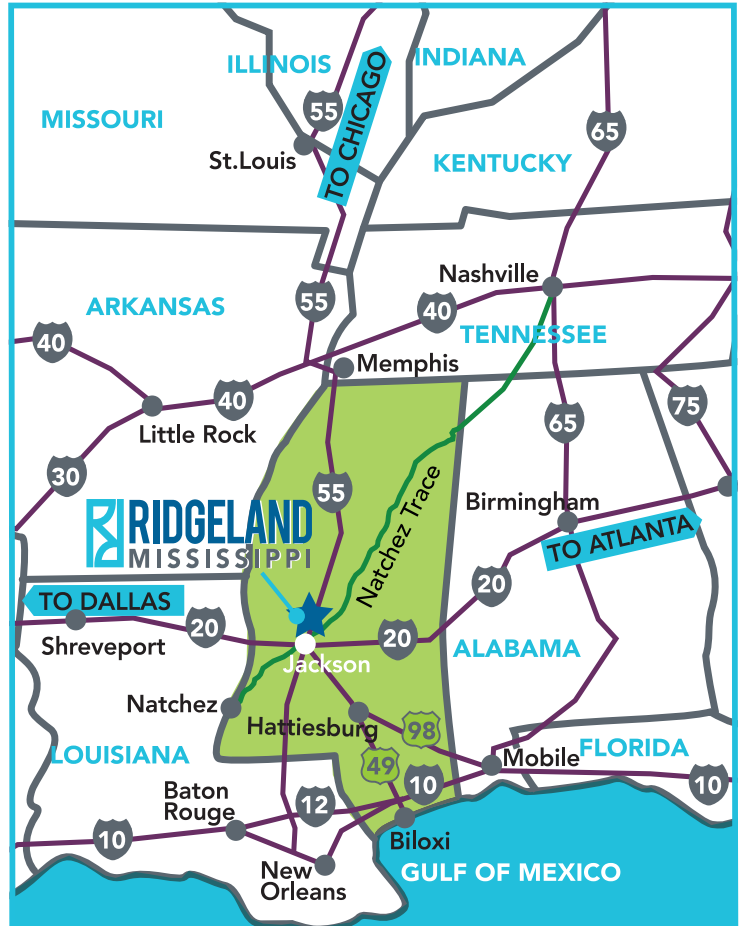 ILLINOIS
INDIANA
55
TO CHICAGO
MISSOURI
65
St.Louis
KENTUCKY
Nashville
55
ARKANSAS
40
TENNESSEE
40
Memphis
40
75
65
Little Rock
30
Natchez Trace
55
Birmingham
RIDGELAND
MISSISSIPPI
TO ATLANTA
20
TO DALLAS
20
20
Shreveport
ALABAMA
Jackson
Natchez
Hattiesburg
98
LOUISIANA
FLORIDA
Mobile
49
10
10
Baton
Rouge
12
10
Biloxi
New
Orleans
GULF OF MEXICO